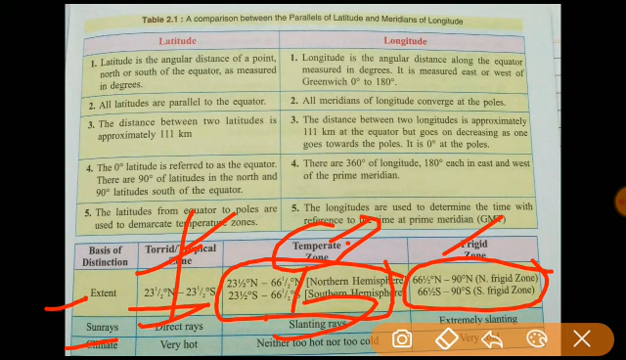 Table 2.1 : A comparison between the Parallels of Latitude and Meridians of Longitude
Latitude
Longitude
1. Latitude is the angular distance of a point,
north or south of the equator, as measured
in degrees.
1. Longitude is the angular distance along the equator
measured in degrees. It is measured east or west of
Greenwich 0° to 180°.
2. All latitudes are parallel to the equator.
2. All meridians of longitude converge at the poles.
3. The distance between two latitudes is
approximately 111 km
3. The distance between two longitudes is approximately
111 km at the equator but goes on decreasing as one
goes towards the poles. It is 0° at the poles.
4. The 0° latitude is referred to as the equator.
There are 90° of latitudes in the north and
90° latitudes south of the equator.
4. There are 360° of longitude, 180° each in east and west
of the prime meridian.
5. The latitudes from equator to poles are
used to demarcate temperature zones.
5. The longitudes are used to determine the time with
reference to the time at prime meridian (GMT)
Basis of
Distinction
Torrid/Tropical
Zone
Temperate
Zone
Frigid
Zone
Extent
23½°N – 23½°S
23½°N – 66½°N [Northern Hemisphere]
23½°S – 66½°S [Southern Hemisphere]
66½°N – 90°N (N. frigid Zone)
66½S – 90°S (S. frigid Zone)
Sunrays
Direct rays
Slanting rays
Extremely slanting
Climate
Very hot
Neither too hot nor too cold
Very